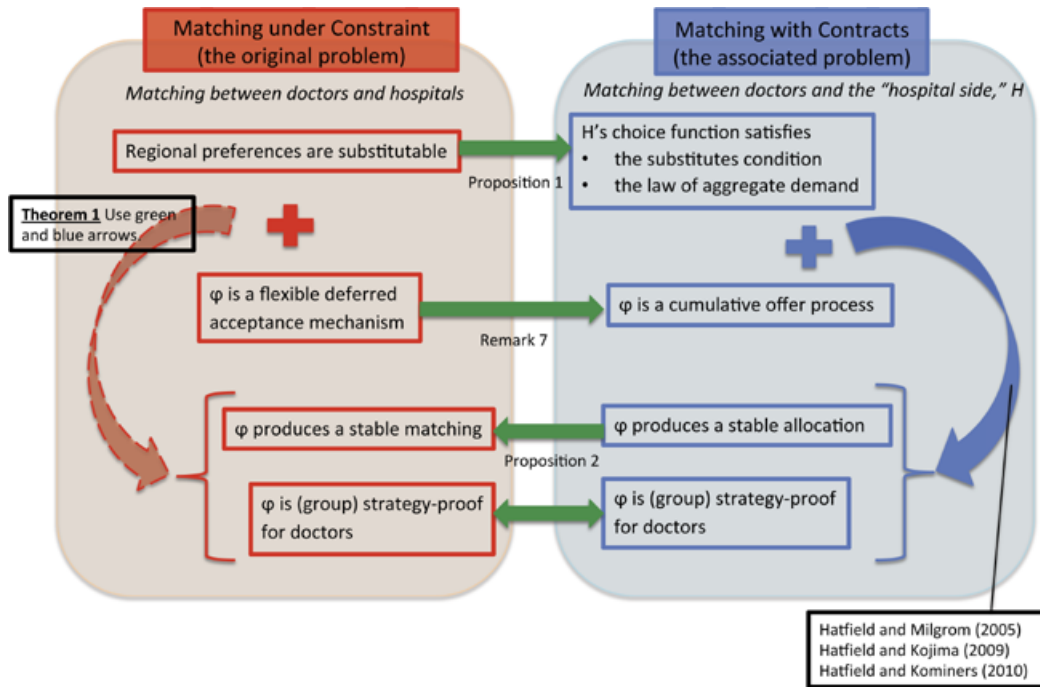 Matching under Constraint
(the original problem)
Matching between doctors and hospitals
Regional preferences are substitutable
Theorem 1 Use green
and blue arrows.
φ is a flexible deferred
acceptance mechanism
φ produces a stable matching
φ is (group) strategy-proof
for doctors
Proposition 1
Remark 7
Proposition 2
Matching with Contracts
(the associated problem)
Matching between doctors and the “hospital side,” H
H’s choice function satisfies
• the substitutes condition
• the law of aggregate demand
φ is a cumulative offer process
φ produces a stable allocation
φ is (group) strategy-proof
for doctors
Hatfield and Milgrom (2005)
Hatfield and Kojima (2009)
Hatfield and Kominers (2010)